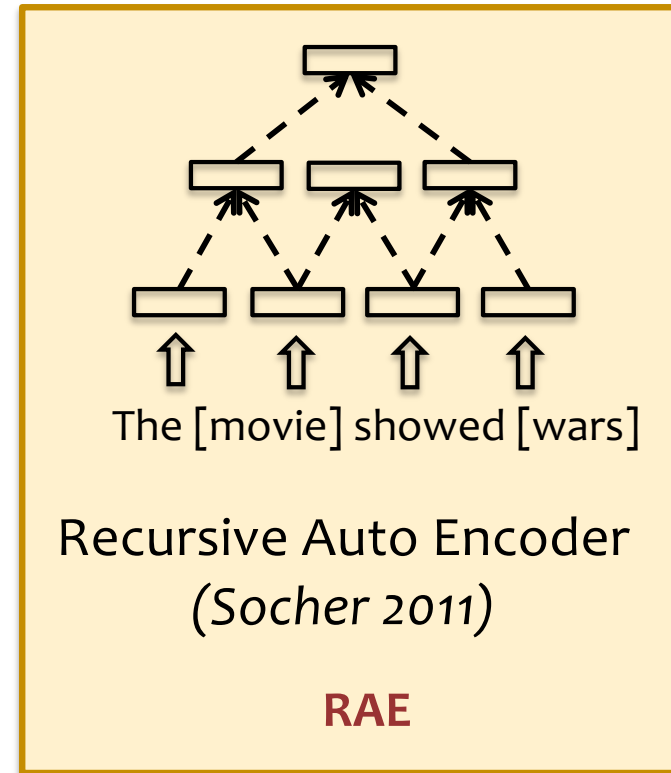 The [movie] showed [wars]
Recursive Auto Encoder
(Socher 2011)
RAE